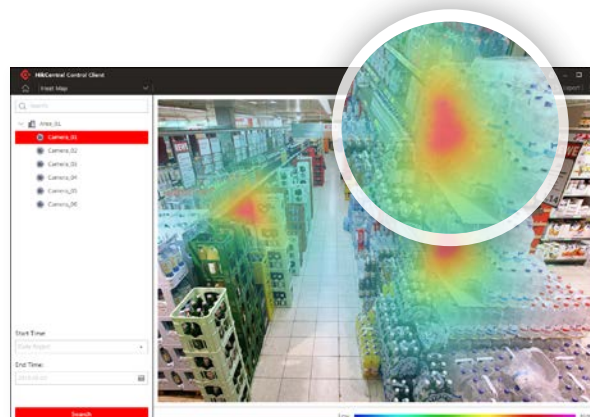 HikCentral Control Client
Heat Map
Export
Search
Area_01
Camera_01
Camera_02
Camera_03
Camera_04
Camera_05
Camera_06
Start Time:
End Time:
Search
Low